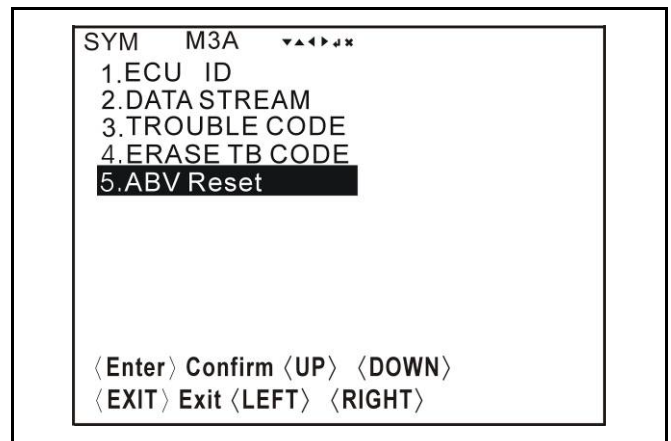 SYM M3A ▼▲◀▶↲✖
1.ECU ID
2.DATA STREAM
3.TROUBLE CODE
4.ERASE TB CODE
5.ABV Reset
〈Enter〉Confirm〈UP〉〈DOWN〉
〈EXIT〉Exit〈LEFT〉〈RIGHT〉